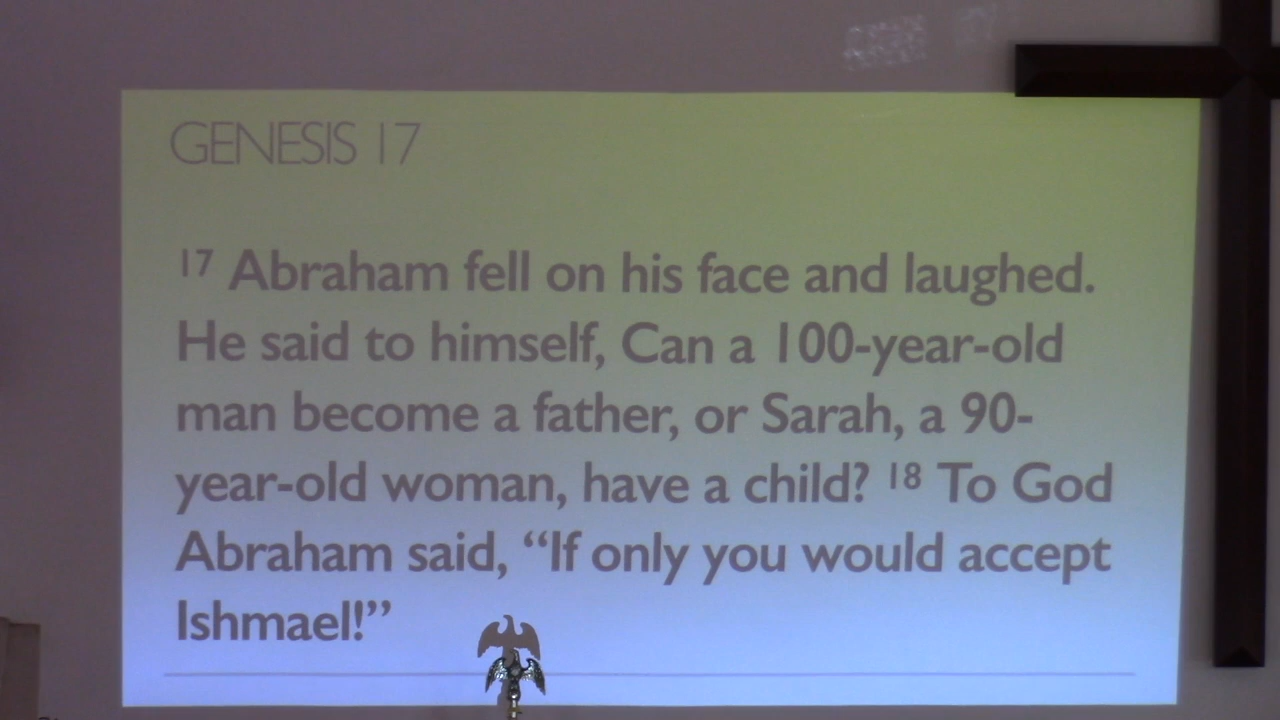 GENESIS 17
17 Abraham fell on his face and laughed.
He said to himself, Can a 100-year-old
man become a father, or Sarah, a 90-
year-old woman, have a child? 18 To God
Abraham said, “If only you would accept
Ishmael!”